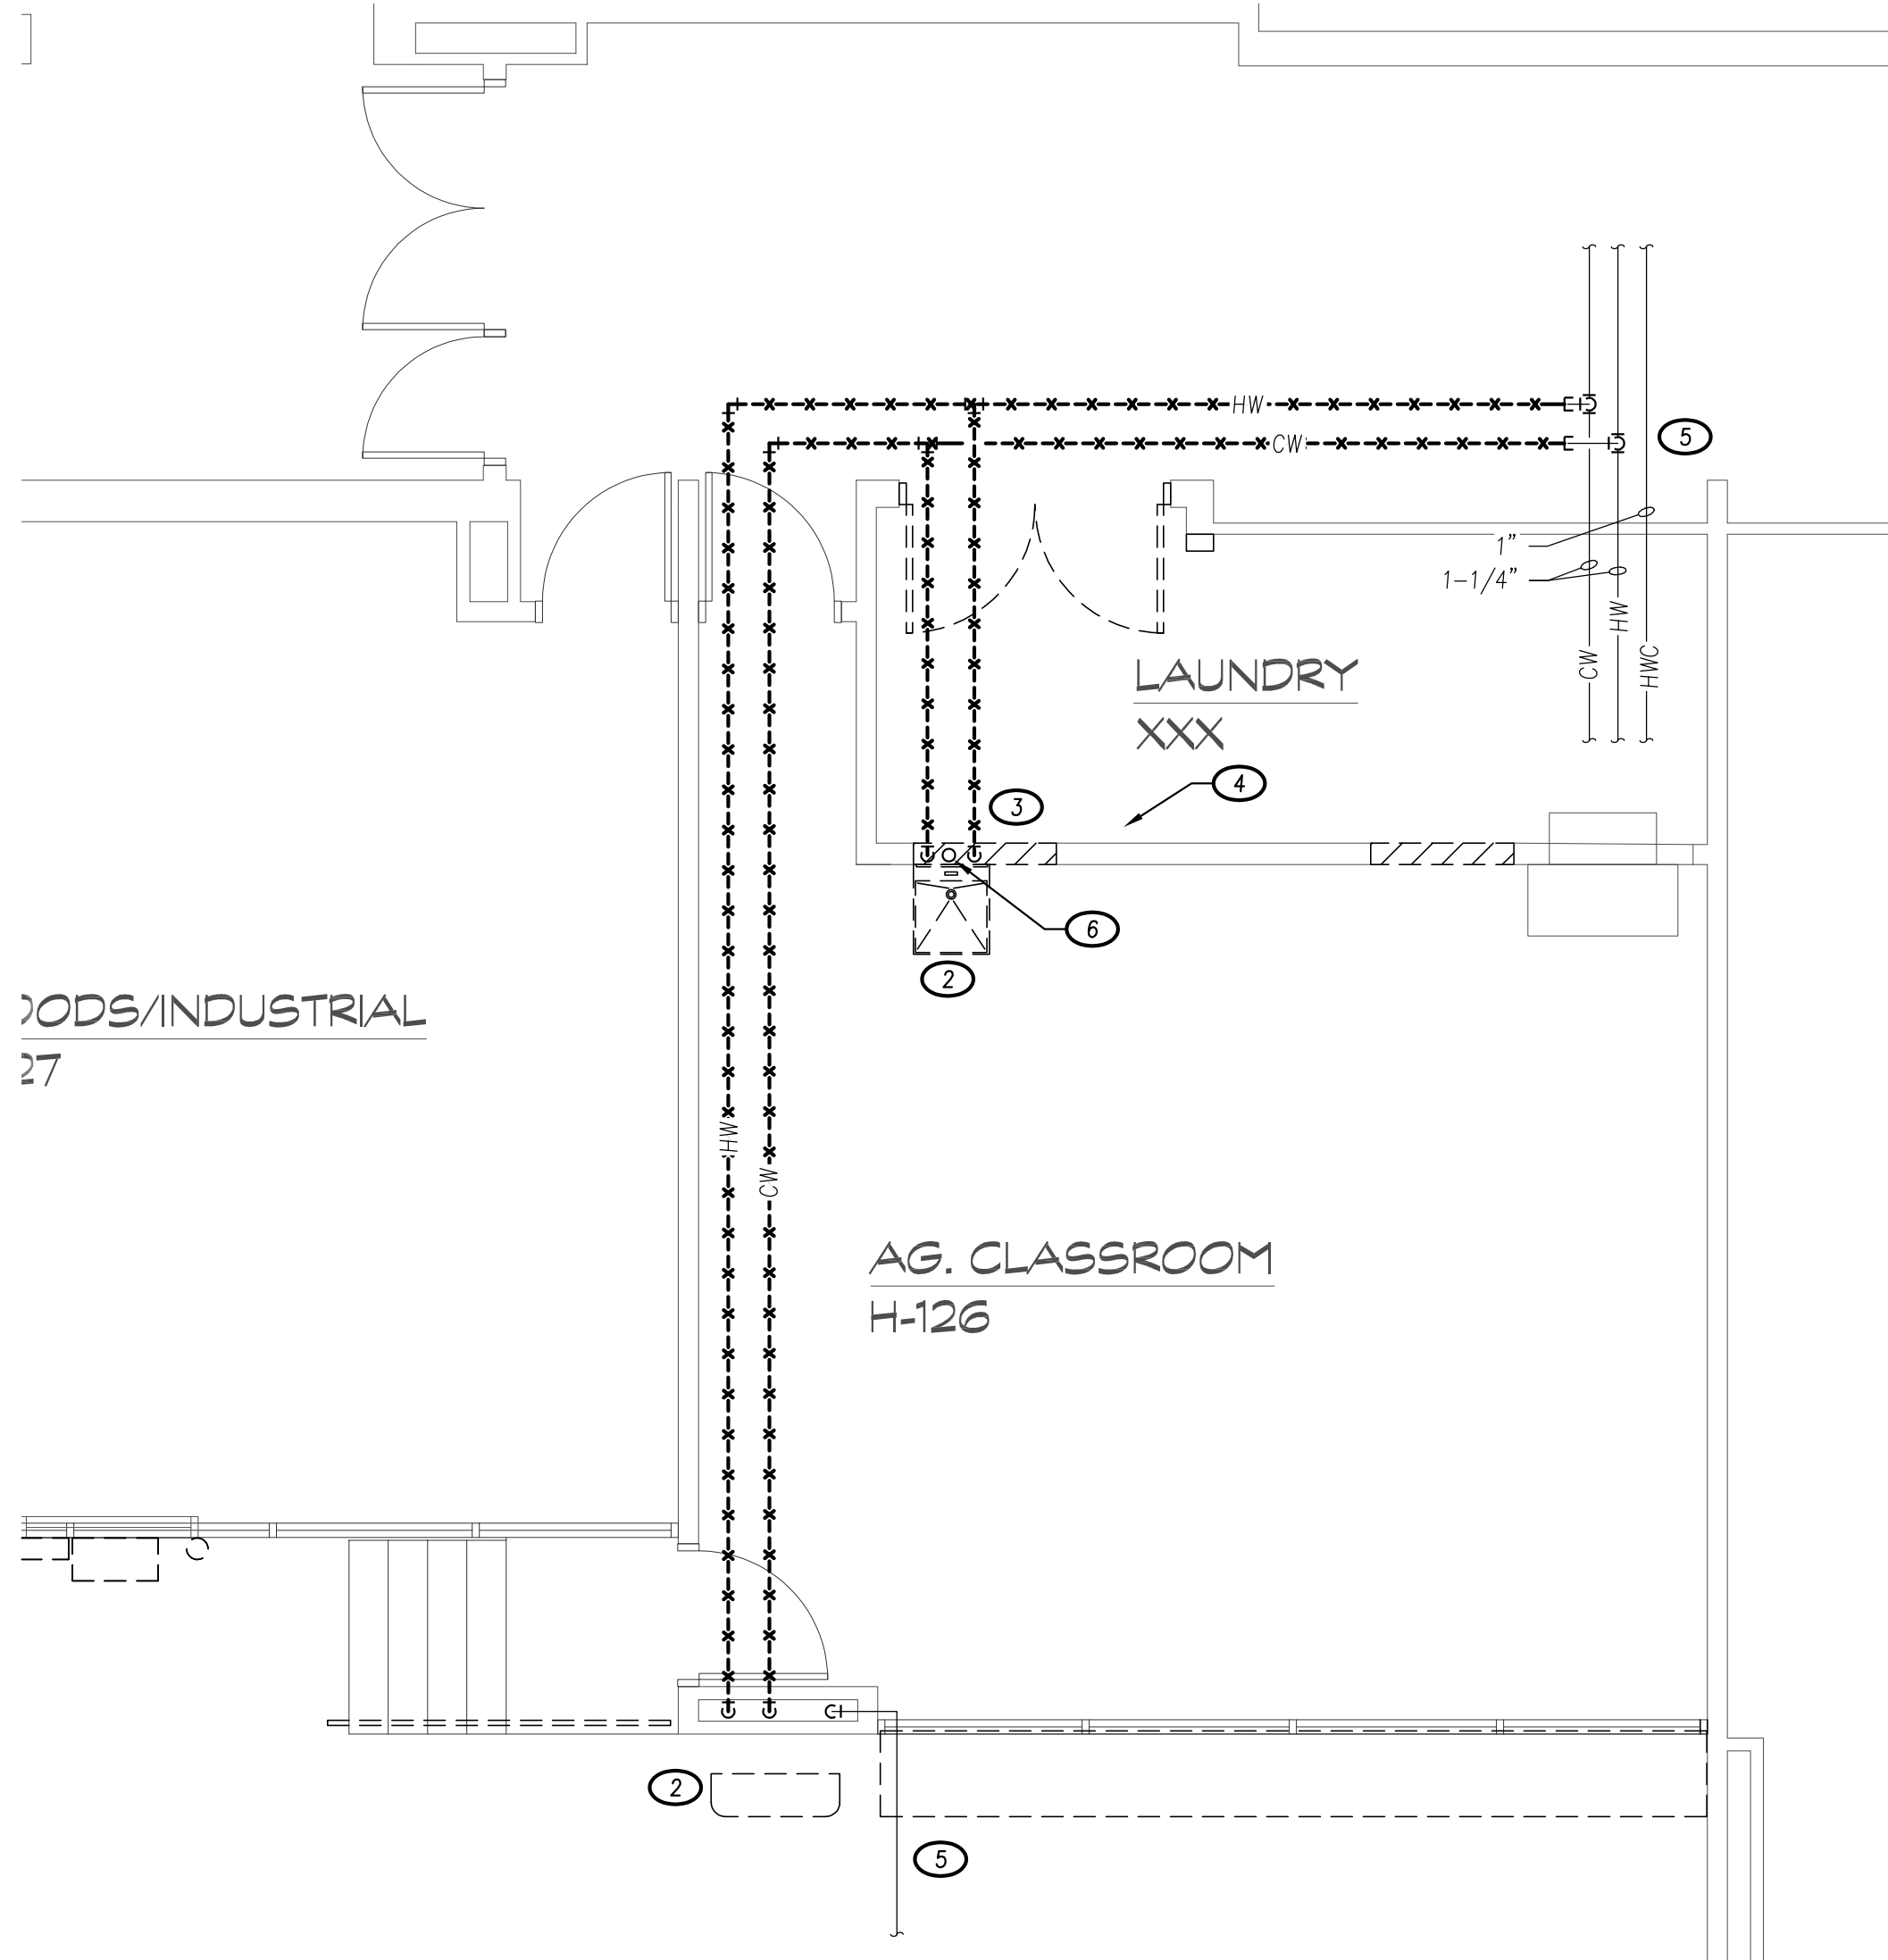 HW
CW
5
1"
1-1/4"
HW
CW
HWC
LAUNDRY
XXX
4
3
6
2
ODS/INDUSTRIAL
27
HW
CW
AG. CLASSROOM
H-126
2
5